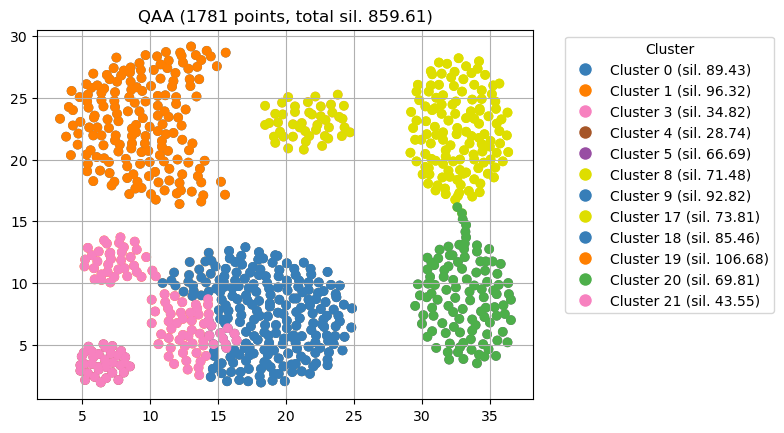 QAA (1781 points, total sil. 859.61)
30
25
20
15
10
5
5 10 15 20 25 30 35
Cluster
Cluster 0 (sil. 89.43)
Cluster 1 (sil. 96.32)
Cluster 3 (sil. 34.82)
Cluster 4 (sil. 28.74)
Cluster 5 (sil. 66.69)
Cluster 8 (sil. 71.48)
Cluster 9 (sil. 92.82)
Cluster 17 (sil. 73.81)
Cluster 18 (sil. 85.46)
Cluster 19 (sil. 106.68)
Cluster 20 (sil. 69.81)
Cluster 21 (sil. 43.55)